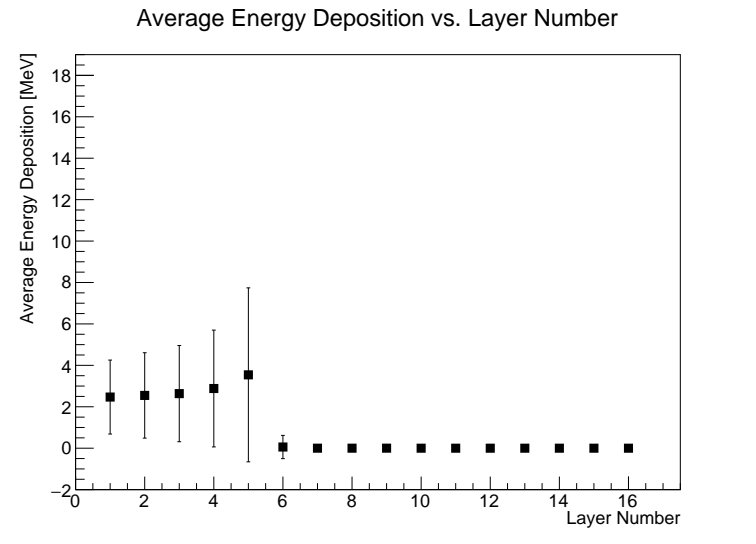 Average Energy Deposition vs. Layer Number
Average Energy Deposition [MeV]
18
16
14
12
10
8
6
4
2
0
−2
0 2 4 6 8 10 12 14 16
Layer Number